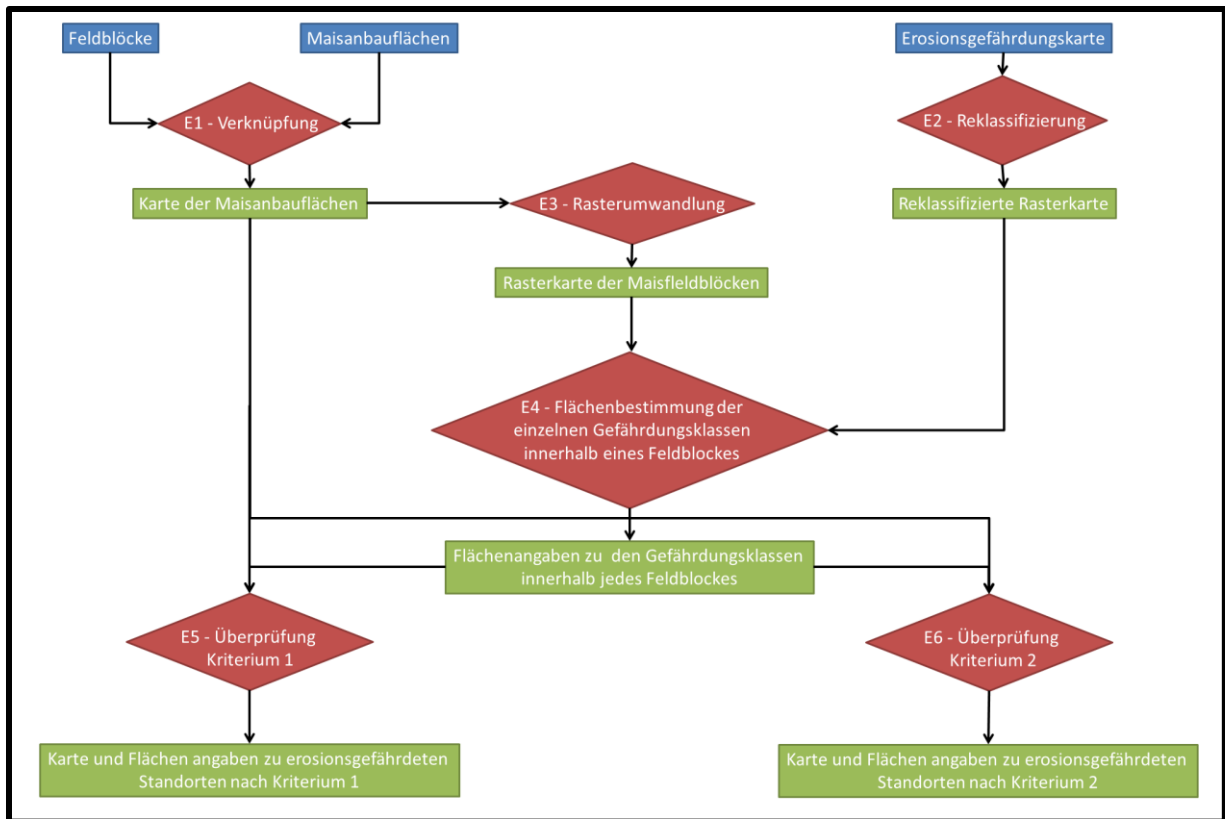 Feldblöcke
Maisanbauflächen
Erosionsgefährdungskarte
E1 - Verknüpfung
E2 - Reklassifizierung
Karte der Maisanbauflächen
E3 - Rasterumwandlung
Reklassifizierte Rasterkarte
Rasterkarte der Maisfleldblöcken
E4 - Flächenbestimmung der
einzelnen Gefährdungsklassen
innerhalb eines Feldblockes
Flächenangaben zu den Gefährdungsklassen
innerhalb jedes Feldblockes
E5 - Überprüfung
Kriterium 1
E6 - Überprüfung
Kriterium 2
Karte und Flächen angaben zu erosionsgefährdeten
Standorten nach Kriterium 1
Karte und Flächen angaben zu erosionsgefährdeten
Standorten nach Kriterium 2